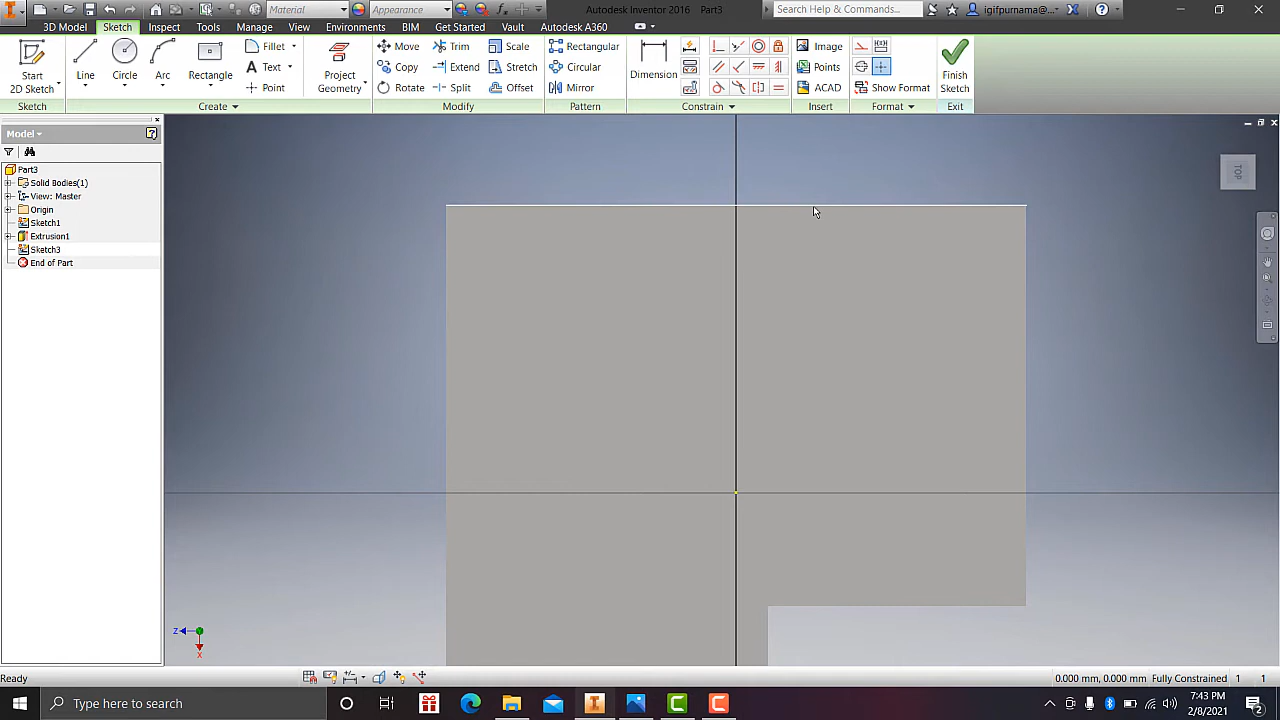 Material
Appearance
Autodesk Inventor 2016 Part3
Search Help & Commands...
igifpurnama@...
3D Model
Sketch
Inspect
Tools
Manage
View
Environments
BIM
Get Started
Vault
Autodesk A360
Start
2D Sketch
Line
Circle
Arc
Rectangle
Fillet
Text
Point
Project
Geometry
Move
Copy
Rotate
Trim
Extend
Split
Scale
Stretch
Offset
Rectangular
Circular
Mirror
Dimension
Image
Points
ACAD
Show Format
Finish
Sketch
Sketch
Create
Modify
Pattern
Constrain
Insert
Format
Exit
Model
Part3
Solid Bodies(1)
View: Master
Origin
Sketch1
Extrusion1
Sketch3
End of Part
TOP
Z
X
Ready
0.000 mm, 0.000 mm Fully Constrained 1 1
Type here to search
7:43 PM
2/8/2021
2